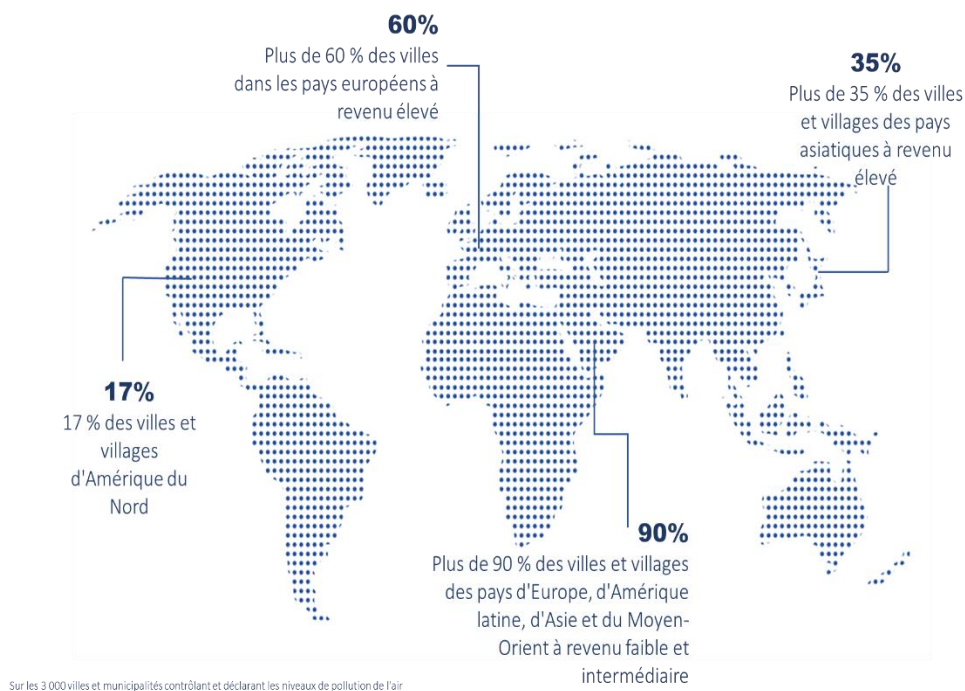 60%
Plus de 60 % des villes
dans les pays européens à
revenu élevé
35%
Plus de 35 % des villes
et villages des pays
asiatiques à revenu
élevé
17%
17 % des villes et
villages
d'Amérique du
Nord
90%
Plus de 90 % des villes et villages
des pays d'Europe, d'Amérique
latine, d'Asie et du Moyen-
Orient à revenu faible et
intermédiaire
Sur les 3 000 villes et municipalités contrôlant et déclarant les niveaux de pollution de l'air